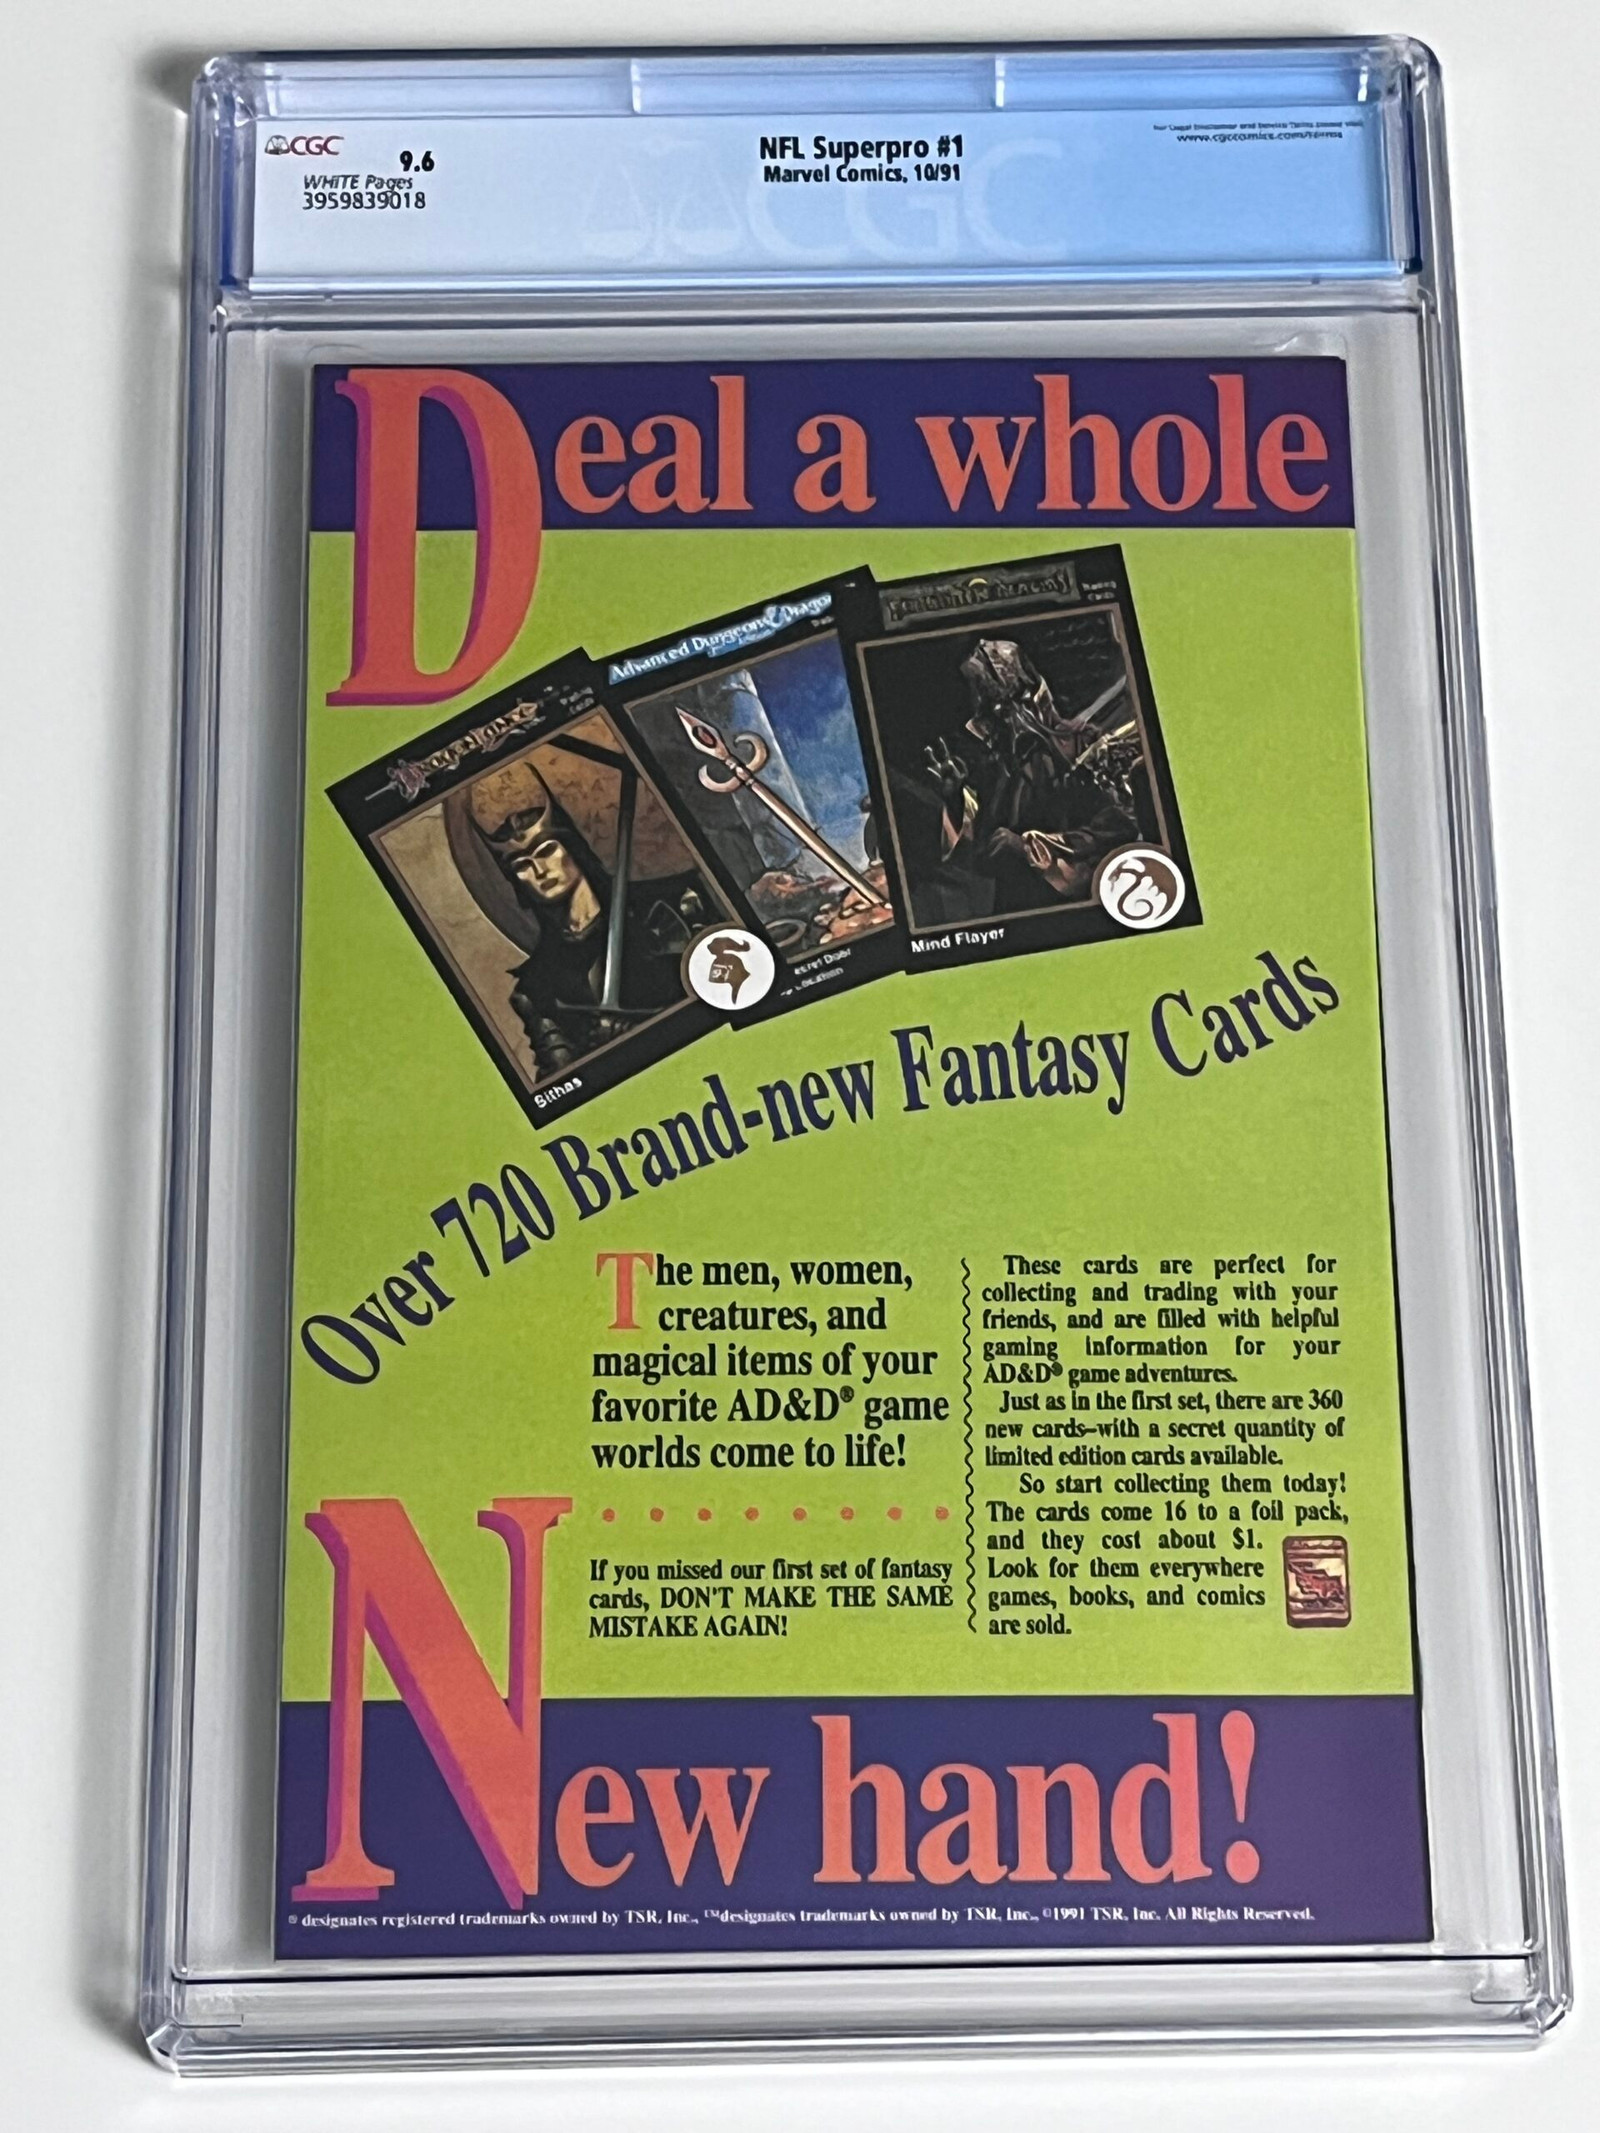 CGC
9.6
WHITE Pages
3959839018
NFL Superpro #1
Marvel Comics, 10/91
www.cgccomics.com/terms
CGC
Deal a whole
Advanced Dungeons & Dragon
Sithas
Mind Flayer
Over 720 Brand-new Fantasy Cards
The men, women,
creatures, and
magical items of your
favorite AD&D® game
worlds come to life!
If you missed our first set of fantasy
cards, DON'T MAKE THE SAME
MISTAKE AGAIN!
These cards are perfect for
collecting and trading with your
friends, and are filled with helpful
gaming information for your
AD&D® game adventures.
Just as in the first set, there are 360
new cards–with a secret quantity of
limited edition cards available.
So start collecting them today!
The cards come 16 to a foil pack,
and they cost about $1.
Look for them everywhere
games, books, and comics
are sold.
New hand!
® designates registered trademarks owned by TSR, Inc., ™designates trademarks owned by TSR, Inc., ©1991 TSR, Inc. All Rights Reserved.